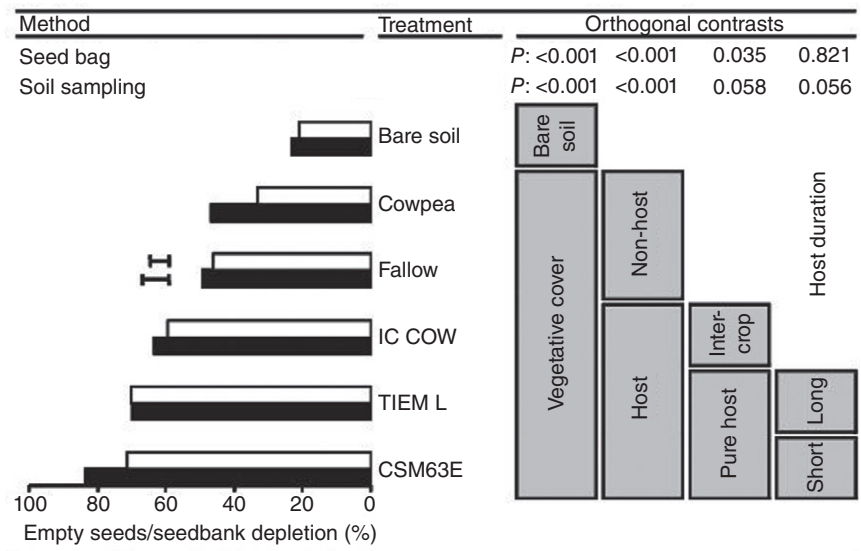 Method Treatment Orthogonal contrasts
Seed bag P: <0.001 <0.001 0.035 0.821
Soil sampling P: <0.001 <0.001 0.058 0.056
Bare soil
Cowpea
Fallow
IC COW
TIEM L
CSM63E
100 80 60 40 20 0
Empty seeds/seedbank depletion (%)
Bare
soil
Vegetative cover
Non-host
Host
Inter-
crop
Pure host
Host duration
Long
Short